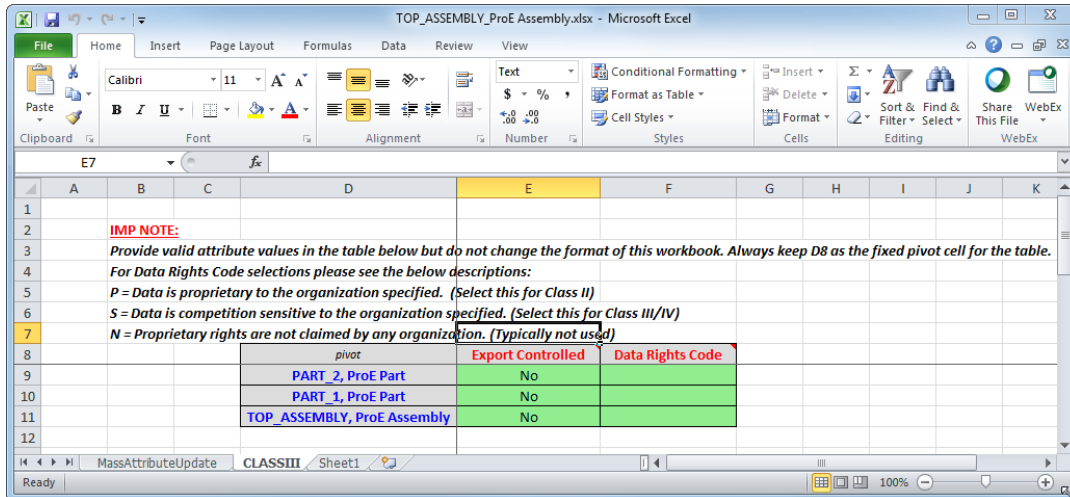 TOP_ASSEMBLY_ProE Assembly.xlsx - Microsoft Excel
File Home Insert Page Layout Formulas Data Review View
Calibri 11 A A Text Conditional Formatting Insert Σ
Paste B I U A $ % , Format as Table Delete Sort & Find & Share WebEx
.0 .00 .00 .0 Cell Styles Format Filter Select This File
Clipboard Font Alignment Number Styles Cells Editing WebEx
E7 fx
A B C D E F G H I J K
1
2 IMP NOTE:
3 Provide valid attribute values in the table below but do not change the format of this workbook. Always keep D8 as the fixed pivot cell for the table.
4 For Data Rights Code selections please see the below descriptions:
5 P = Data is proprietary to the organization specified. (Select this for Class II)
6 S = Data is competition sensitive to the organization specified. (Select this for Class III/IV)
7 N = Proprietary rights are not claimed by any organization. (Typically not used)
8 pivot Export Controlled Data Rights Code
9 PART_2, ProE Part No
10 PART_1, ProE Part No
11 TOP_ASSEMBLY, ProE Assembly No
12
MassAttributeUpdate CLASSIII Sheet1
Ready 100%